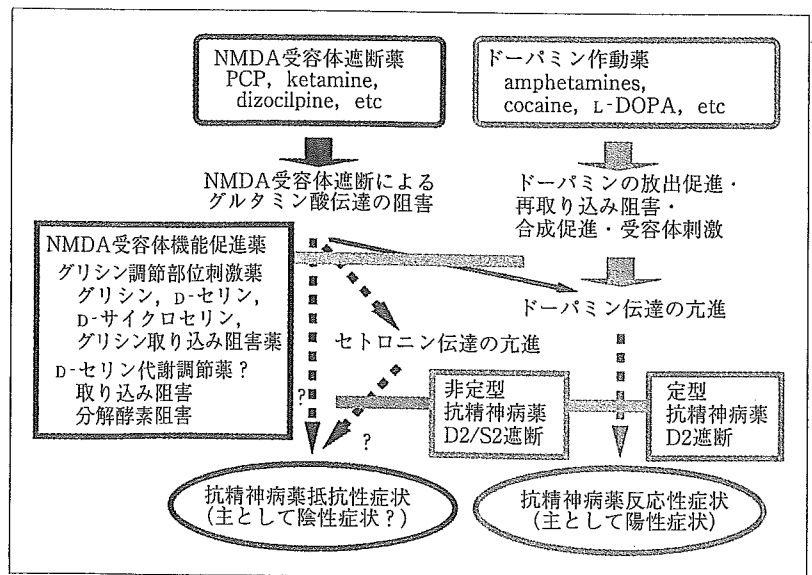 NMDA受容体遮断薬
PCP, ketamine,
dizocilpine, etc
ドーパミン作動薬
amphetamines,
cocaine, L-DOPA, etc
NMDA受容体遮断による
グルタミン酸伝達の阻害
ドーパミンの放出促進・
再取り込み阻害・
合成促進・受容体刺激
NMDA受容体機能促進薬
グリシン調節部位刺激薬
グリシン, D-セリン,
D-サイクロセリン,
グリシン取り込み阻害薬
D-セリン代謝調節薬?
取り込み阻害
分解酵素阻害
ドーパミン伝達の亢進
セトロニン伝達の亢進
?
?
非定型
抗精神病薬
D2/S2遮断
定型
抗精神病薬
D2遮断
抗精神病薬抵抗性症状
(主として陰性症状?)
抗精神病薬反応性症状
(主として陽性症状)